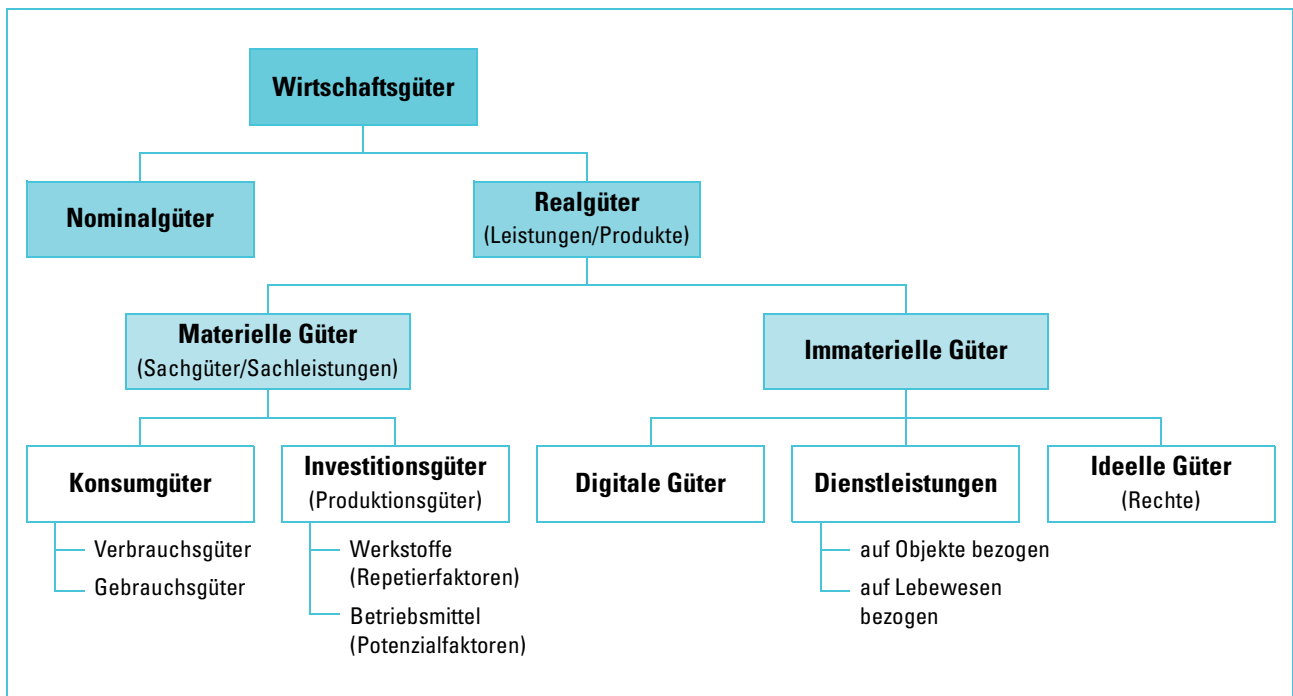 Wirtschaftsgüter
Nominalgüter
Realgüter
(Leistungen/Produkte)
Materielle Güter
(Sachgüter/Sachleistungen)
Immaterielle Güter
Konsumgüter
Investitionsgüter
(Produktionsgüter)
Digitale Güter
Dienstleistungen
Ideelle Güter
(Rechte)
Verbrauchsgüter
Gebrauchsgüter
Werkstoffe
(Repetierfaktoren)
Betriebsmittel
(Potenzialfaktoren)
auf Objekte bezogen
auf Lebewesen
bezogen